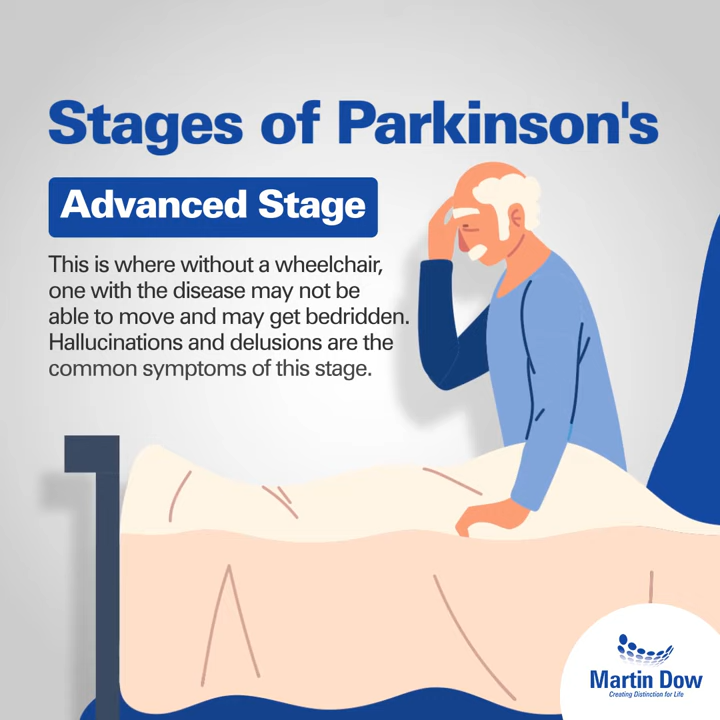 Stages of Parkinson's
Advanced Stage
This is where without a wheelchair,
one with the disease may not be
able to move and may get bedridden.
Hallucinations and delusions are the
common symptoms of this stage.
Martin Dow
Creating Distinction for Life